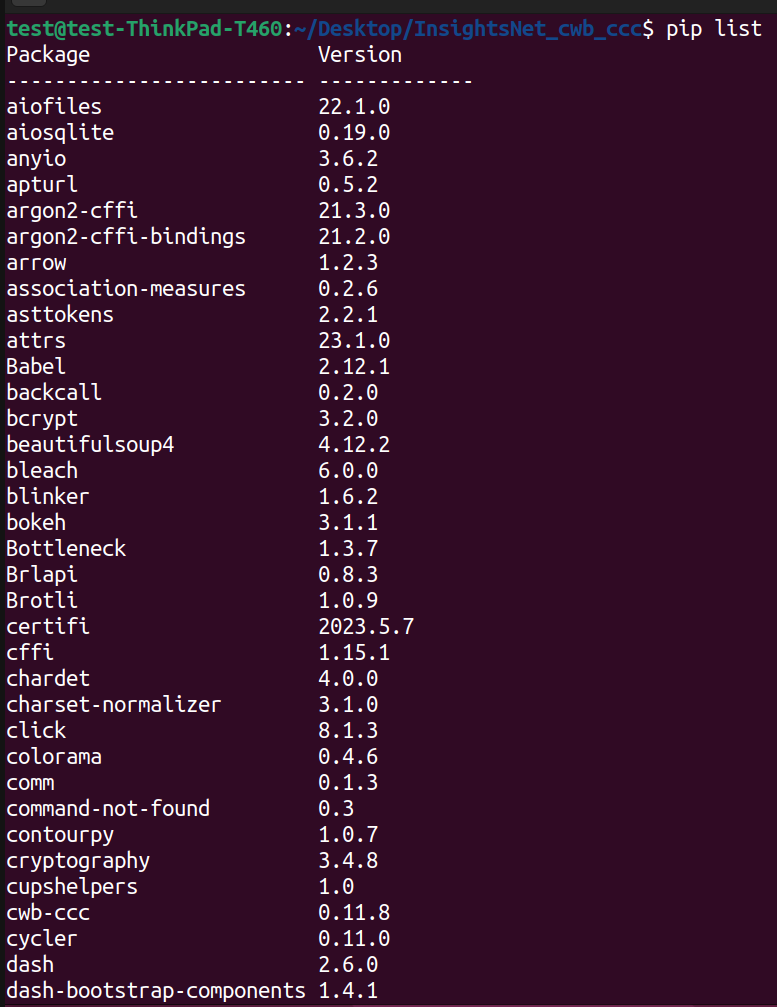 test@test-ThinkPad-T460:~/Desktop/InsightsNet_cwb_ccc$ pip list
Package                   Version
------------------------- -------------
aiofiles                  22.1.0
aiosqlite                 0.19.0
anyio                     3.6.2
apturl                    0.5.2
argon2-cffi               21.3.0
argon2-cffi-bindings      21.2.0
arrow                     1.2.3
association-measures      0.2.6
asttokens                 2.2.1
attrs                     23.1.0
Babel                     2.12.1
backcall                  0.2.0
bcrypt                    3.2.0
beautifulsoup4            4.12.2
bleach                    6.0.0
blinker                   1.6.2
bokeh                     3.1.1
Bottleneck                1.3.7
Brlapi                    0.8.3
Brotli                    1.0.9
certifi                   2023.5.7
cffi                      1.15.1
chardet                   4.0.0
charset-normalizer        3.1.0
click                     8.1.3
colorama                  0.4.6
comm                      0.1.3
command-not-found         0.3
contourpy                 1.0.7
cryptography              3.4.8
cupshelpers               1.0
cwb-ccc                   0.11.8
cycler                    0.11.0
dash                      2.6.0
dash-bootstrap-components 1.4.1